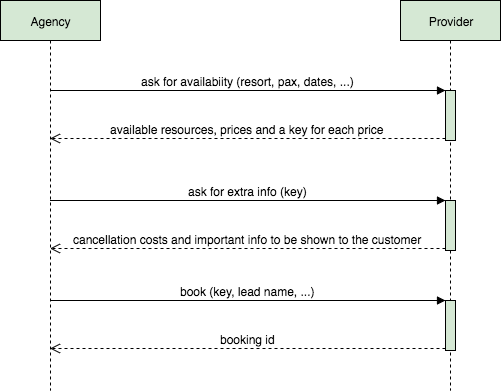 Agency
Provider
ask for availabiity (resort, pax, dates, ...)
available resources, prices and a key for each price
ask for extra info (key)
cancellation costs and important info to be shown to the customer
book (key, lead name, ...)
booking id